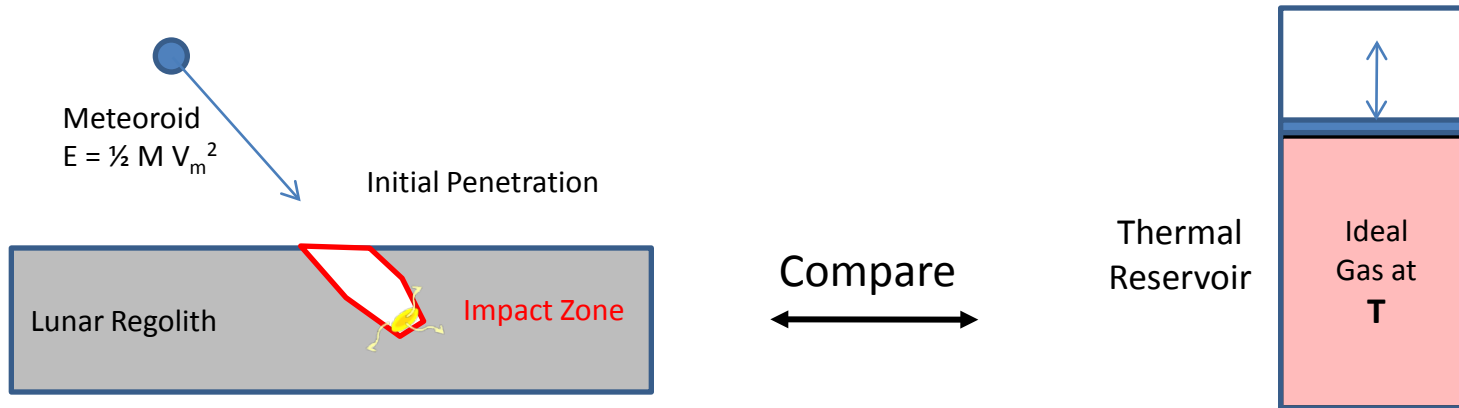 Meteoroid
E = ½ M Vₘ²
Initial Penetration
Lunar Regolith
Impact Zone
Compare
Thermal
Reservoir
Ideal
Gas at
T